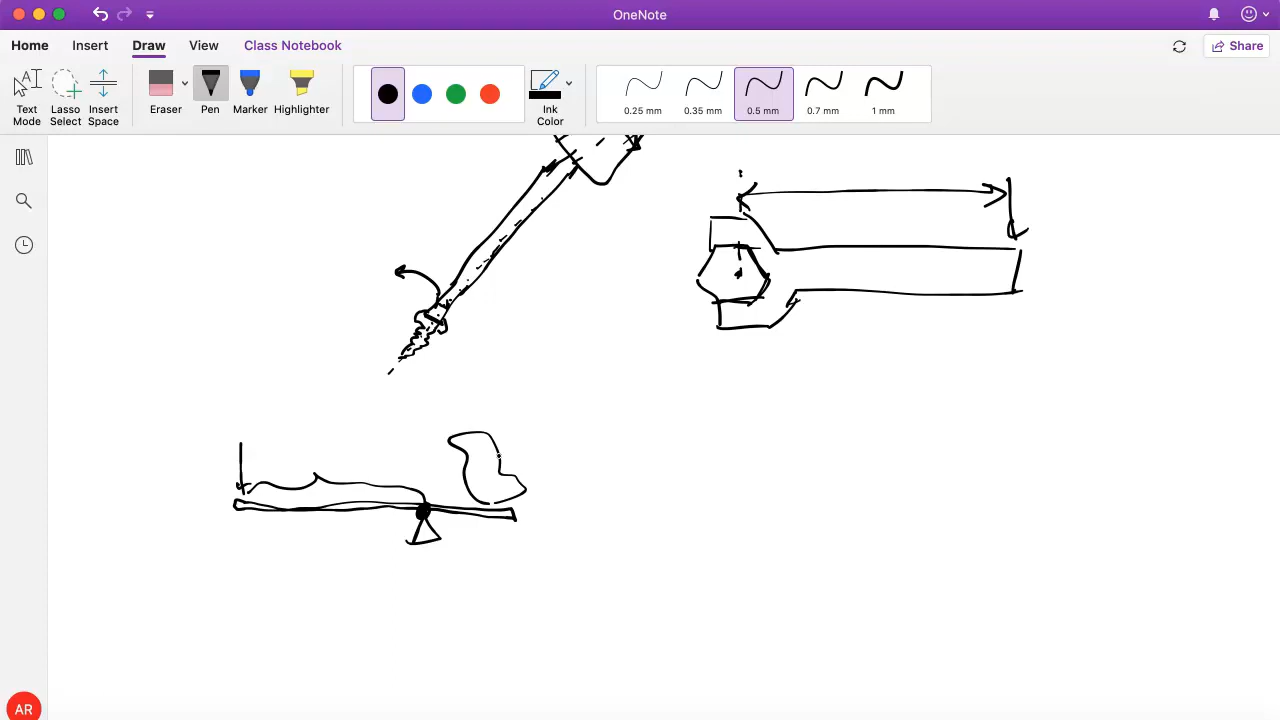 OneNote
Home Insert Draw View Class Notebook
Share
Text Mode
Lasso Select
Insert Space
Eraser
Pen
Marker
Highlighter
Ink Color
0.25 mm
0.35 mm
0.5 mm
0.7 mm
1 mm
A
AR